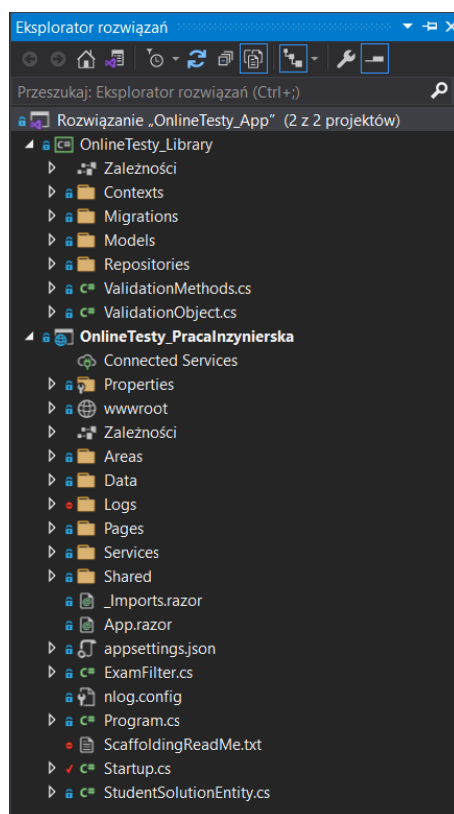 Eksplorator rozwiązań
Przeszukaj: Eksplorator rozwiązań (Ctrl+;)
Rozwiązanie „OnlineTesty_App” (2 z 2 projektów)
C# OnlineTesty_Library
Zależności
Contexts
Migrations
Models
Repositories
C# ValidationMethods.cs
C# ValidationObject.cs
OnlineTesty_PracaInzynierska
Connected Services
Properties
wwwroot
Zależności
Areas
Data
Logs
Pages
Services
Shared
_Imports.razor
App.razor
appsettings.json
C# ExamFilter.cs
nlog.config
C# Program.cs
ScaffoldingReadMe.txt
C# Startup.cs
C# StudentSolutionEntity.cs